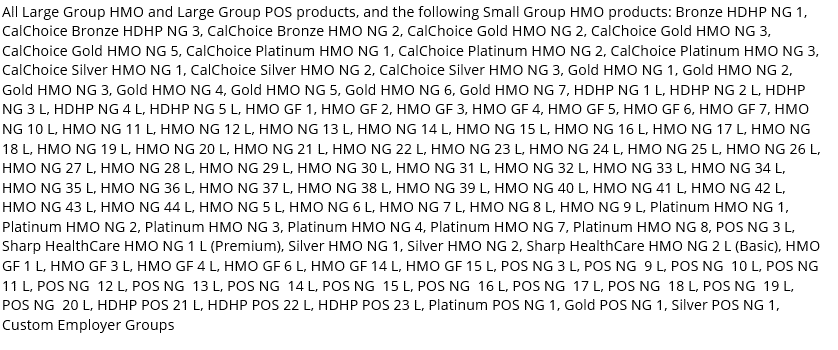 All Large Group HMO and Large Group POS products, and the following Small Group HMO products: Bronze HDHP NG 1,
CalChoice Bronze HDHP NG 3, CalChoice Bronze HMO NG 2, CalChoice Gold HMO NG 2, CalChoice Gold HMO NG 3,
CalChoice Gold HMO NG 5, CalChoice Platinum HMO NG 1, CalChoice Platinum HMO NG 2, CalChoice Platinum HMO NG 3,
CalChoice Silver HMO NG 1, CalChoice Silver HMO NG 2, CalChoice Silver HMO NG 3, Gold HMO NG 1, Gold HMO NG 2,
Gold HMO NG 3, Gold HMO NG 4, Gold HMO NG 5, Gold HMO NG 6, Gold HMO NG 7, HDHP NG 1 L, HDHP NG 2 L, HDHP
NG 3 L, HDHP NG 4 L, HDHP NG 5 L, HMO GF 1, HMO GF 2, HMO GF 3, HMO GF 4, HMO GF 5, HMO GF 6, HMO GF 7, HMO
NG 10 L, HMO NG 11 L, HMO NG 12 L, HMO NG 13 L, HMO NG 14 L, HMO NG 15 L, HMO NG 16 L, HMO NG 17 L, HMO NG
18 L, HMO NG 19 L, HMO NG 20 L, HMO NG 21 L, HMO NG 22 L, HMO NG 23 L, HMO NG 24 L, HMO NG 25 L, HMO NG 26 L,
HMO NG 27 L, HMO NG 28 L, HMO NG 29 L, HMO NG 30 L, HMO NG 31 L, HMO NG 32 L, HMO NG 33 L, HMO NG 34 L,
HMO NG 35 L, HMO NG 36 L, HMO NG 37 L, HMO NG 38 L, HMO NG 39 L, HMO NG 40 L, HMO NG 41 L, HMO NG 42 L,
HMO NG 43 L, HMO NG 44 L, HMO NG 5 L, HMO NG 6 L, HMO NG 7 L, HMO NG 8 L, HMO NG 9 L, Platinum HMO NG 1,
Platinum HMO NG 2, Platinum HMO NG 3, Platinum HMO NG 4, Platinum HMO NG 7, Platinum HMO NG 8, POS NG 3 L,
Sharp HealthCare HMO NG 1 L (Premium), Silver HMO NG 1, Silver HMO NG 2, Sharp HealthCare HMO NG 2 L (Basic), HMO
GF 1 L, HMO GF 3 L, HMO GF 4 L, HMO GF 6 L, HMO GF 14 L, HMO GF 15 L, POS NG 3 L, POS NG  9 L, POS NG  10 L, POS NG
11 L, POS NG  12 L, POS NG  13 L, POS NG  14 L, POS NG  15 L, POS NG  16 L, POS NG  17 L, POS NG  18 L, POS NG  19 L,
POS NG  20 L, HDHP POS 21 L, HDHP POS 22 L, HDHP POS 23 L, Platinum POS NG 1, Gold POS NG 1, Silver POS NG 1,
Custom Employer Groups